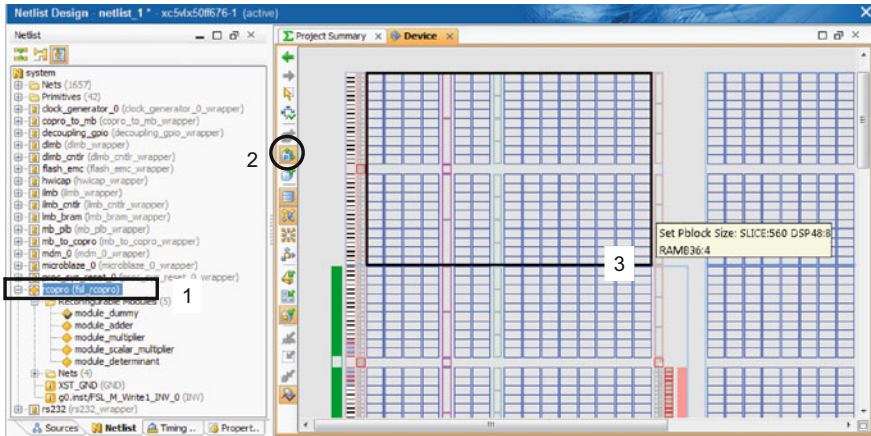 Netlist Design - netlist_1 * - xc5vlx50ff676-1 (active)
Netlist
Project Summary
Device
system
Nets (1657)
Primitives (42)
clock_generator_0 (clock_generator_0_wrapper)
copro_to_mb (copro_to_mb_wrapper)
decoupling_gpio (decoupling_gpio_wrapper)
dlmb (dlmb_wrapper)
dlmb_cntlr (dlmb_cntlr_wrapper)
flash_emc (flash_emc_wrapper)
hwicap (hwicap_wrapper)
ilmb (ilmb_wrapper)
ilmb_cntlr (ilmb_cntlr_wrapper)
lmb_bram (lmb_bram_wrapper)
mb_plb (mb_plb_wrapper)
mb_to_copro (mb_to_copro_wrapper)
mdm_0 (mdm_0_wrapper)
microblaze_0 (microblaze_0_wrapper)
proc_sys_reset_0 (proc_sys_reset_0_wrapper)
rcopro (fsl_rcopro)
1
Reconfigurable Modules (5)
module_dummy
module_adder
module_multiplier
module_scalar_multiplier
module_determinant
Nets (4)
XST_GND (GND)
g0.inst/FSL_M_Write1_INV_0 (INV)
rs232 (rs232_wrapper)
Sources
Netlist
Timing ..
Propert..
2
3
Set Pblock Size: SLICE:560 DSP48:8
RAMB36:4